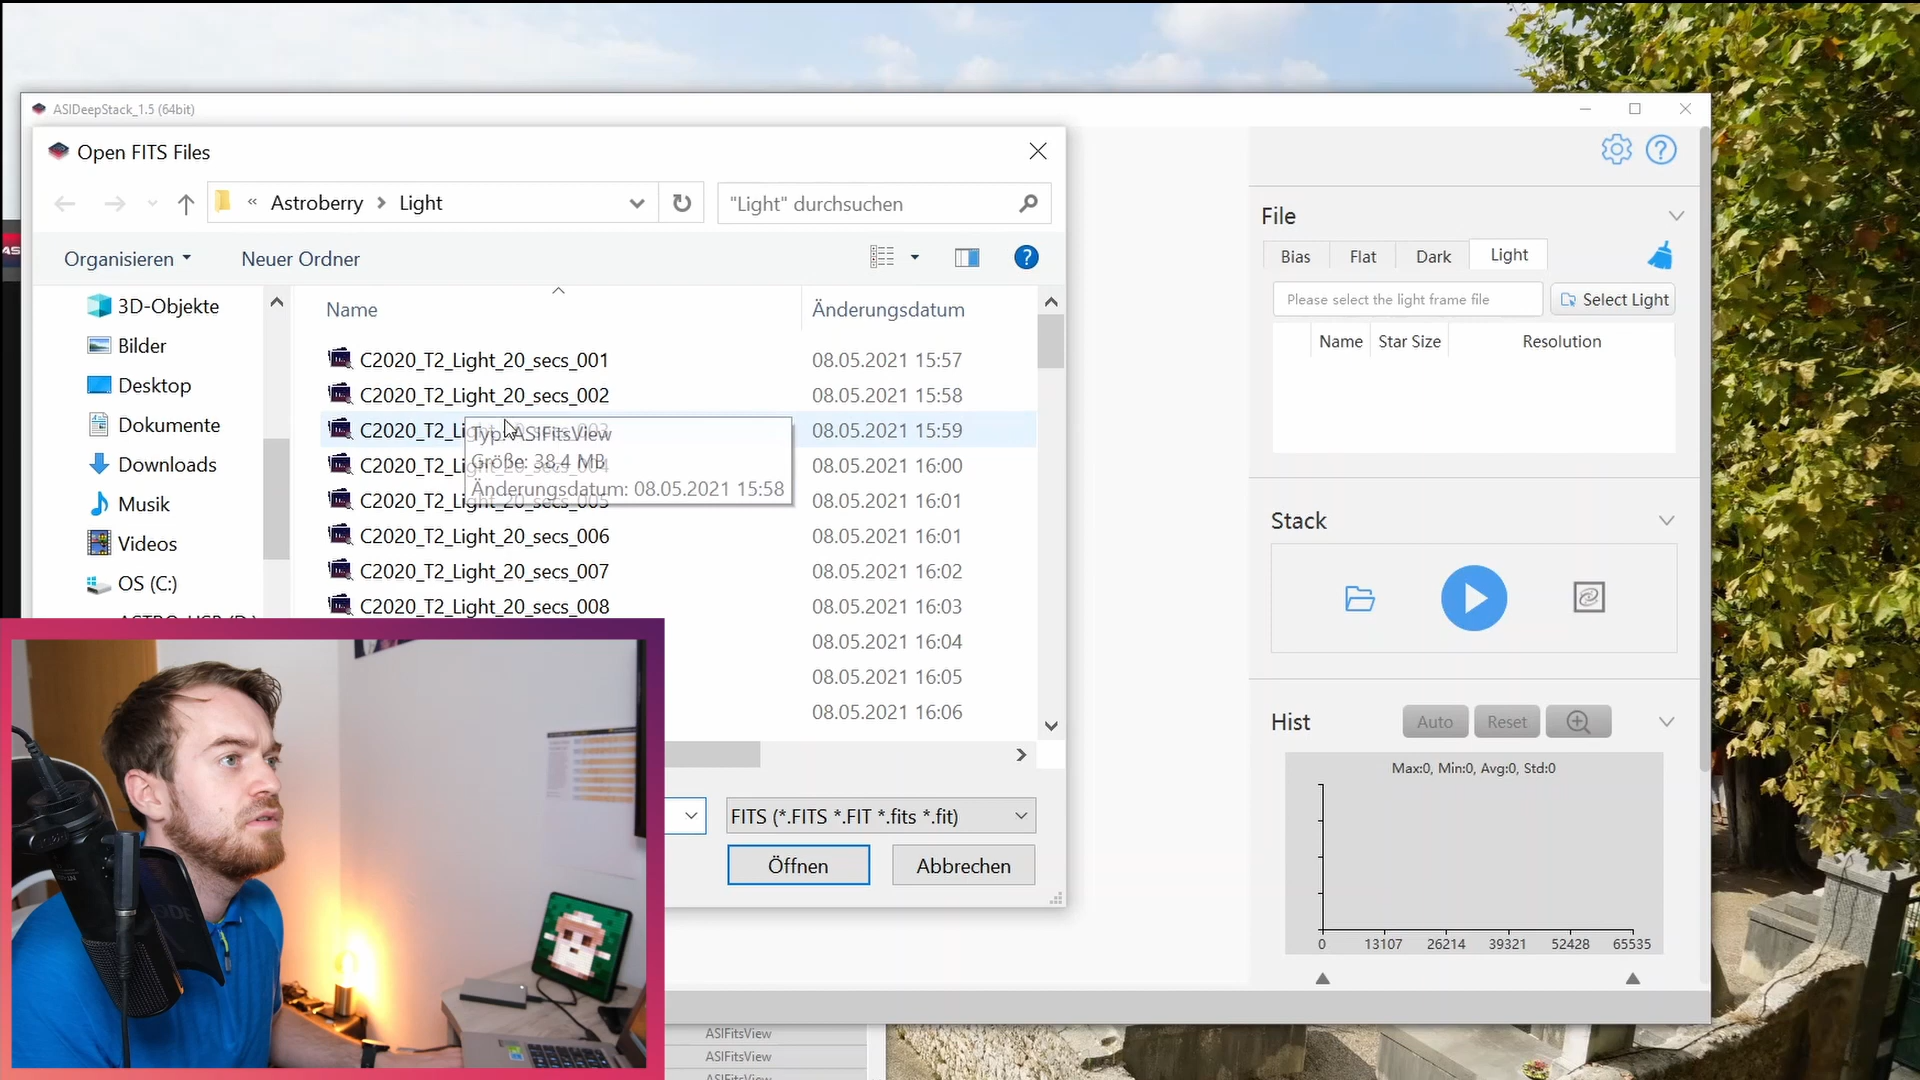 ASIDeepStack_1.5 (64bit)
Open FITS Files
« Astroberry > Light
"Light" durchsuchen
Organisieren
Neuer Ordner
3D-Objekte
Bilder
Desktop
Dokumente
Downloads
Musik
Videos
OS (C:)
Name
Änderungsdatum
C2020_T2_Light_20_secs_001
08.05.2021 15:57
C2020_T2_Light_20_secs_002
08.05.2021 15:58
C2020_T2_Light_20_secs_003
08.05.2021 15:59
C2020_T2_Light_20_secs_004
08.05.2021 16:00
C2020_T2_Light_20_secs_005
08.05.2021 16:01
C2020_T2_Light_20_secs_006
08.05.2021 16:01
C2020_T2_Light_20_secs_007
08.05.2021 16:02
C2020_T2_Light_20_secs_008
08.05.2021 16:03
08.05.2021 16:04
08.05.2021 16:05
08.05.2021 16:06
Typ: ASIFitsView
Größe: 38,4 MB
Änderungsdatum: 08.05.2021 15:58
FITS (*.FITS *.FIT *.fits *.fit)
Öffnen
Abbrechen
File
Bias
Flat
Dark
Light
Please select the light frame file
Select Light
Name
Star Size
Resolution
Stack
Hist
Auto
Reset
Max:0, Min:0, Avg:0, Std:0
0 13107 26214 39321 52428 65535
ASIFitsView
ASIFitsView
ASIFitsView